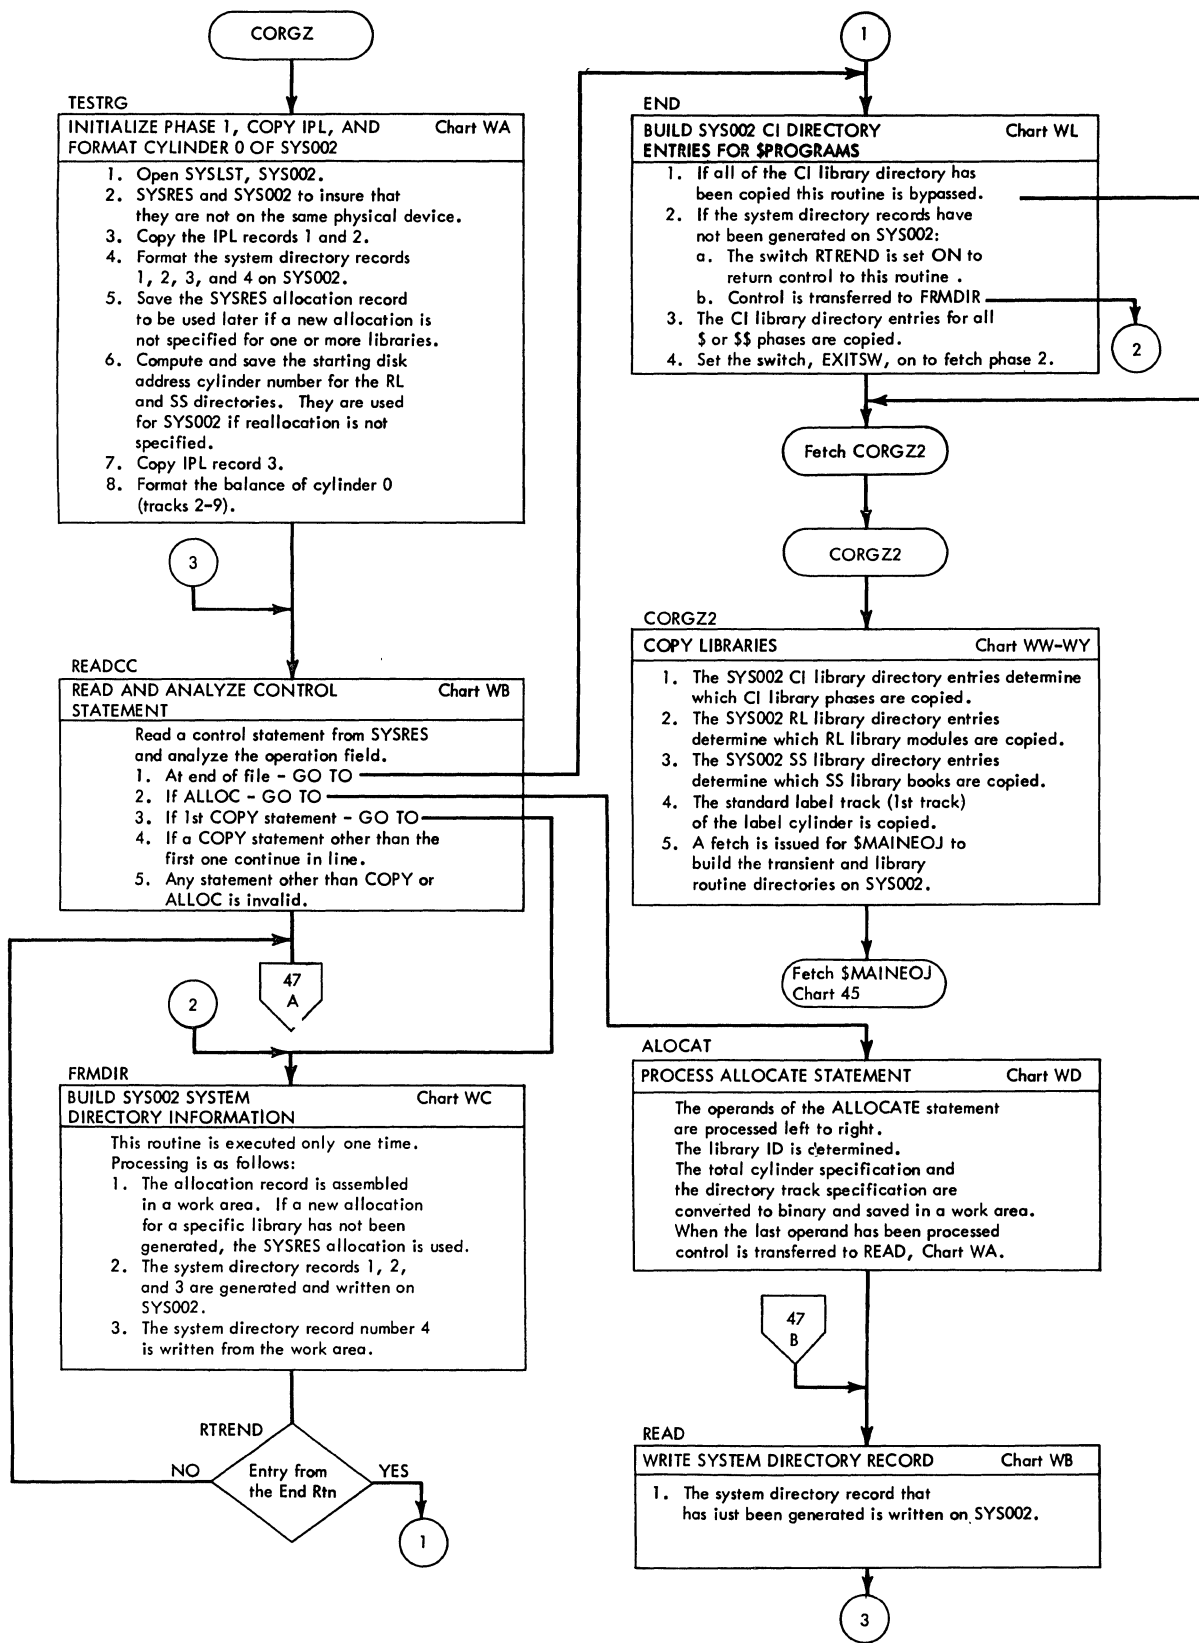 CORGZ
TESTRG
INITIALIZE PHASE 1, COPY IPL, AND Chart WA
FORMAT CYLINDER 0 OF SYS002
1. Open SYSLST, SYS002.
2. SYSRES and SYS002 to insure that
they are not on the same physical device.
3. Copy the IPL records 1 and 2.
4. Format the system directory records
1, 2, 3, and 4 on SYS002.
5. Save the SYSRES allocation record
to be used later if a new allocation is
not specified for one or more libraries.
6. Compute and save the starting disk
address cylinder number for the RL
and SS directories. They are used
for SYS002 if reallocation is not
specified.
7. Copy IPL record 3.
8. Format the balance of cylinder 0
(tracks 2-9).
3
READCC
READ AND ANALYZE CONTROL Chart WB
STATEMENT
Read a control statement from SYSRES
and analyze the operation field.
1. At end of file - GO TO
2. If ALLOC - GO TO
3. If 1st COPY statement - GO TO
4. If a COPY statement other than the
first one continue in line.
5. Any statement other than COPY or
ALLOC is invalid.
47
A
2
FRMDIR
BUILD SYS002 SYSTEM Chart WC
DIRECTORY INFORMATION
This routine is executed only one time.
Processing is as follows:
1. The allocation record is assembled
in a work area. If a new allocation
for a specific library has not been
generated, the SYSRES allocation is used.
2. The system directory records 1, 2,
and 3 are generated and written on
SYS002.
3. The system directory record number 4
is written from the work area.
RTREND
NO
Entry from
the End Rtn
YES
1
1
END
BUILD SYS002 CI DIRECTORY Chart WL
ENTRIES FOR $PROGRAMS
1. If all of the CI library directory has
been copied this routine is bypassed.
2. If the system directory records have
not been generated on SYS002:
a. The switch RTREND is set ON to
return control to this routine .
b. Control is transferred to FRMDIR
3. The CI library directory entries for all
$ or $$ phases are copied.
4. Set the switch, EXITSW, on to fetch phase 2.
2
Fetch CORGZ2
CORGZ2
CORGZ2
COPY LIBRARIES Chart WW-WY
1. The SYS002 CI library directory entries determine
which CI library phases are copied.
2. The SYS002 RL library directory entries
determine which RL library modules are copied.
3. The SYS002 SS library directory entries
determine which SS library books are copied.
4. The standard label track (1st track)
of the label cylinder is copied.
5. A fetch is issued for $MAINEOJ to
build the transient and library
routine directories on SYS002.
Fetch $MAINEOJ
Chart 45
ALOCAT
PROCESS ALLOCATE STATEMENT Chart WD
The operands of the ALLOCATE statement
are processed left to right.
The library ID is determined.
The total cylinder specification and
the directory track specification are
converted to binary and saved in a work area.
When the last operand has been processed
control is transferred to READ, Chart WA.
47
B
READ
WRITE SYSTEM DIRECTORY RECORD Chart WB
1. The system directory record that
has just been generated is written on SYS002.
3